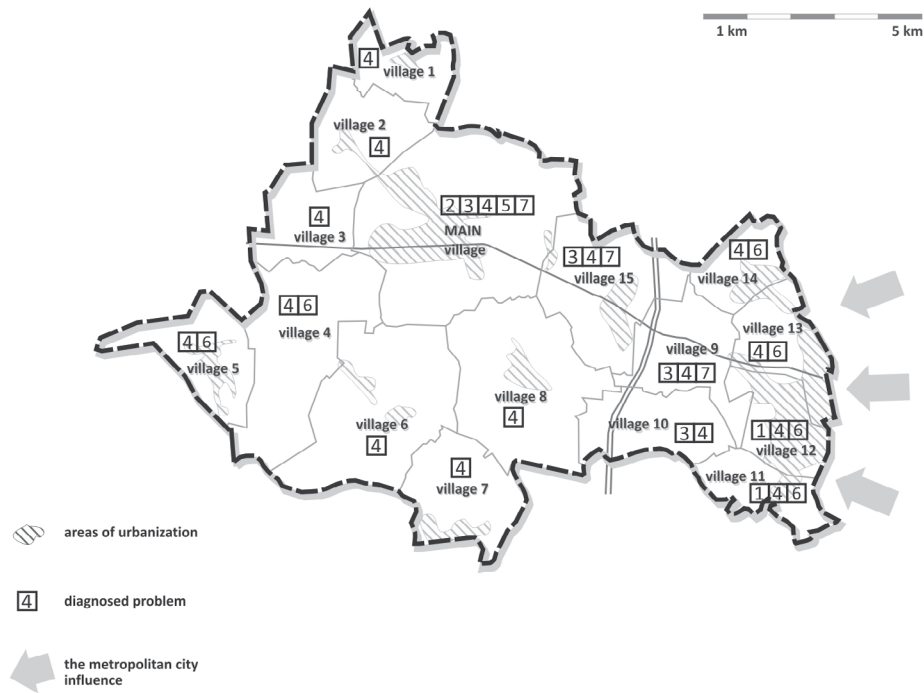 1 km 5 km
4
village 1
village 2
4
2 3 4 5 7
4
MAIN
village 3
village
3 4 7
village 15
4 6
village 14
4 6
village 4
village 13
4 6
village 9
4 6
village 5
3 4 7
village 8
4
village 6
4
village 10
3 4
1 4 6
village 12
4
village 7
village 11
1 4 6
areas of urbanization
4 diagnosed problem
the metropolitan city
influence